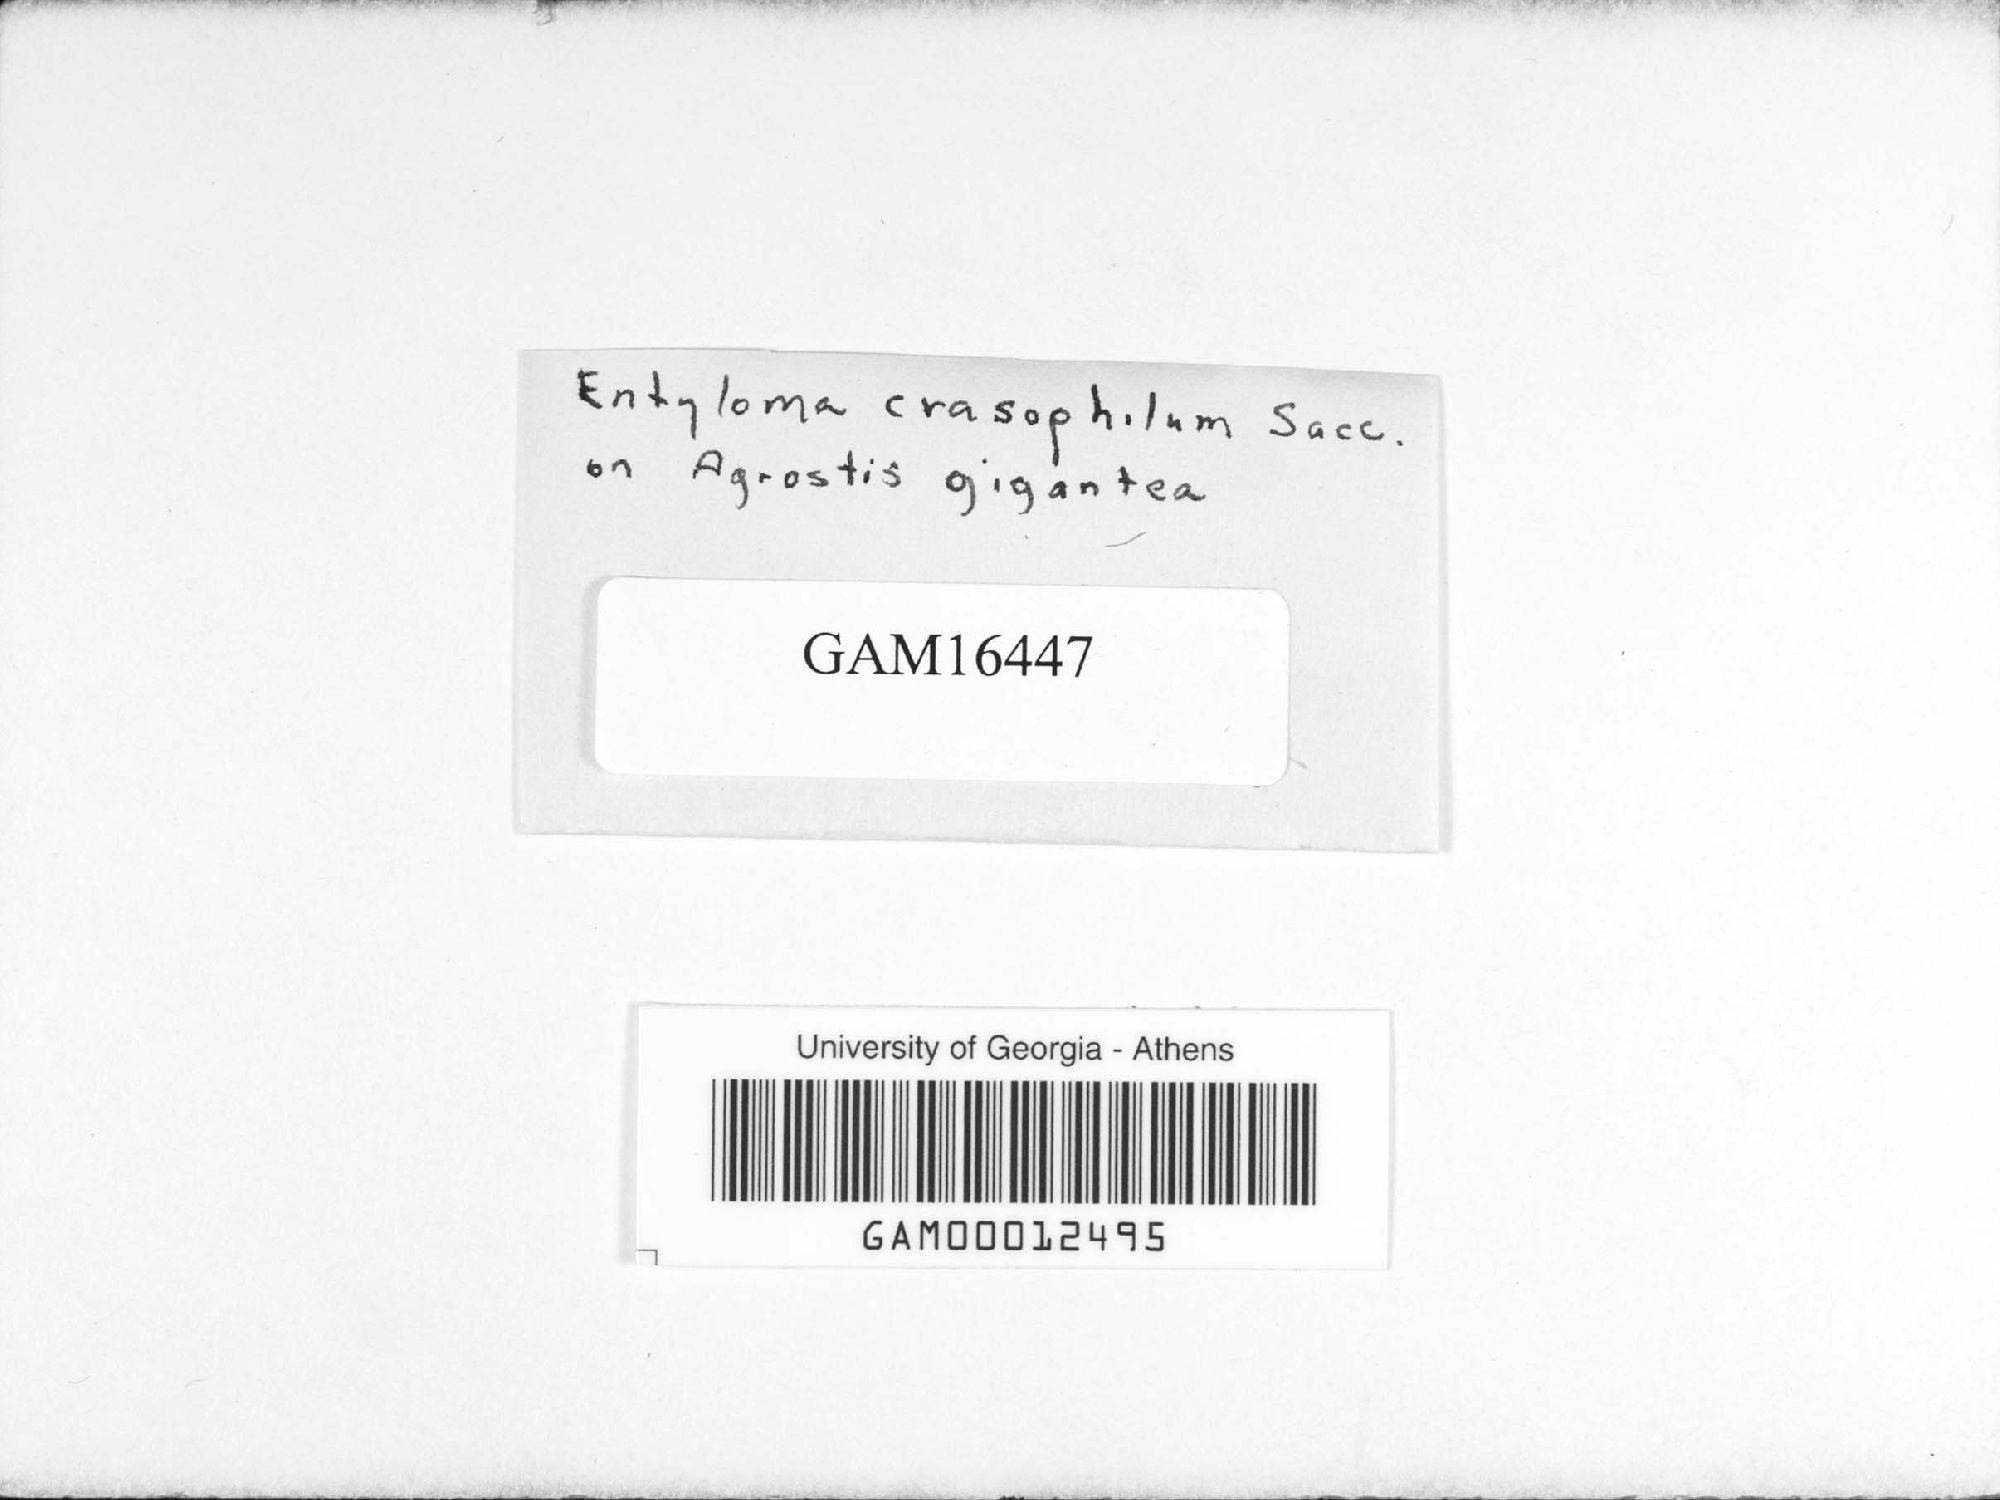 Entyloma crasophilum Sacc.
on Agrostis gigantea
GAM16447
University of Georgia - Athens
GAM00012495